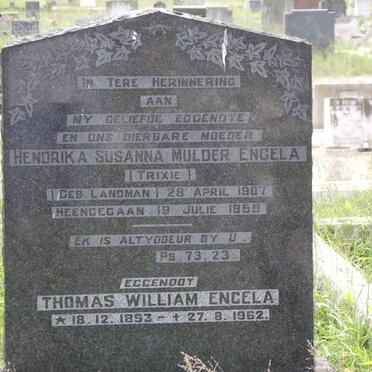 IN TERE HERINNERING
AAN
MY GELIEFDE EGGENOTE
EN ONS DIERBARE MOEDER
HENDRIKA SUSANNA MULDER ENGELA
(TRIXIE)
(GEB. LANDMAN) 28 APRIL 1907
HEENGEGAAN 19 JULIE 1959
EK IS ALTYDDEUR BY U.
PS. 73, 23.
EGGENOOT
THOMAS WILLIAM ENGELA
* 18.12.1893 - † 27.8.1962.